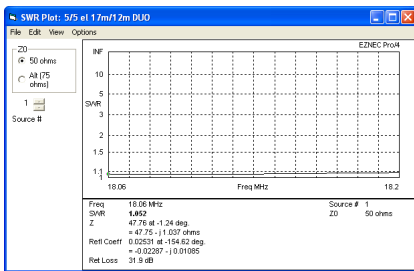 SWR Plot: 5/5 el 17m/12m DUO
File Edit View Options
Z0
50 ohms
Alt (75 ohms)
1
Source #
EZNEC Pro/4
INF
10
5
SWR
3
2
1.5
1.1
1
18.06 Freq MHz 18.2
Freq 18.06 MHz Source # 1
SWR 1.052 Z0 50 ohms
Z 47.76 at -1.24 deg.
= 47.75 - j 1.037 ohms
Refl Coeff 0.02531 at -154.62 deg.
= -0.02287 - j 0.01085
Ret Loss 31.9 dB